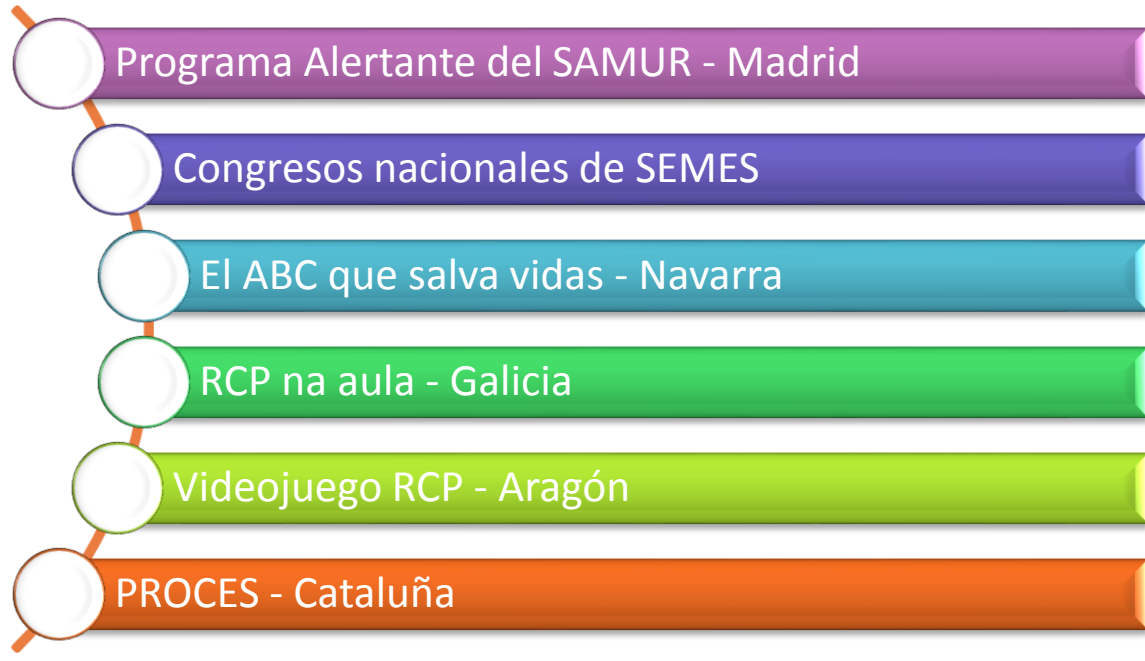 Programa Alertante del SAMUR - Madrid
Congresos nacionales de SEMES
El ABC que salva vidas - Navarra
RCP na aula - Galicia
Videojuego RCP - Aragón
PROCES - Cataluña